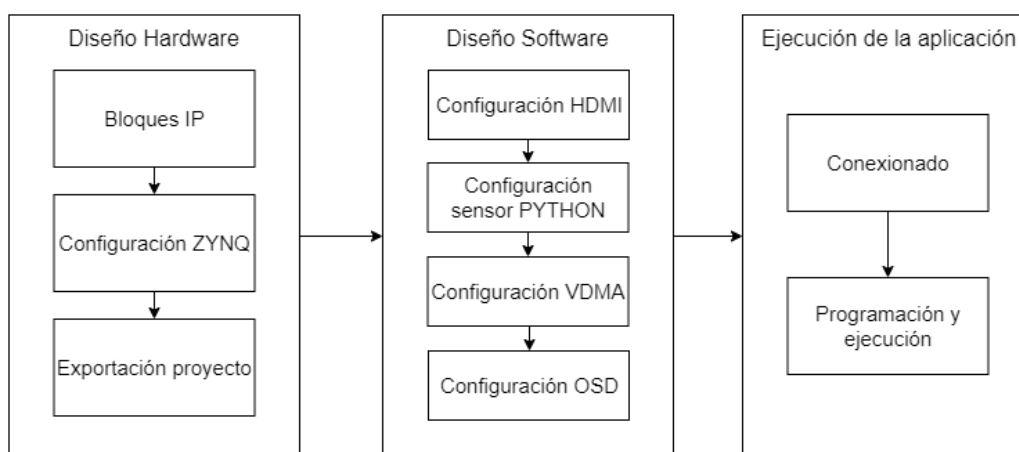 Diseño Hardware
Bloques IP
Configuración ZYNQ
Exportación proyecto
Diseño Software
Configuración HDMI
Configuración
sensor PYTHON
Configuración VDMA
Configuración OSD
Ejecución de la aplicación
Conexionado
Programación y
ejecución